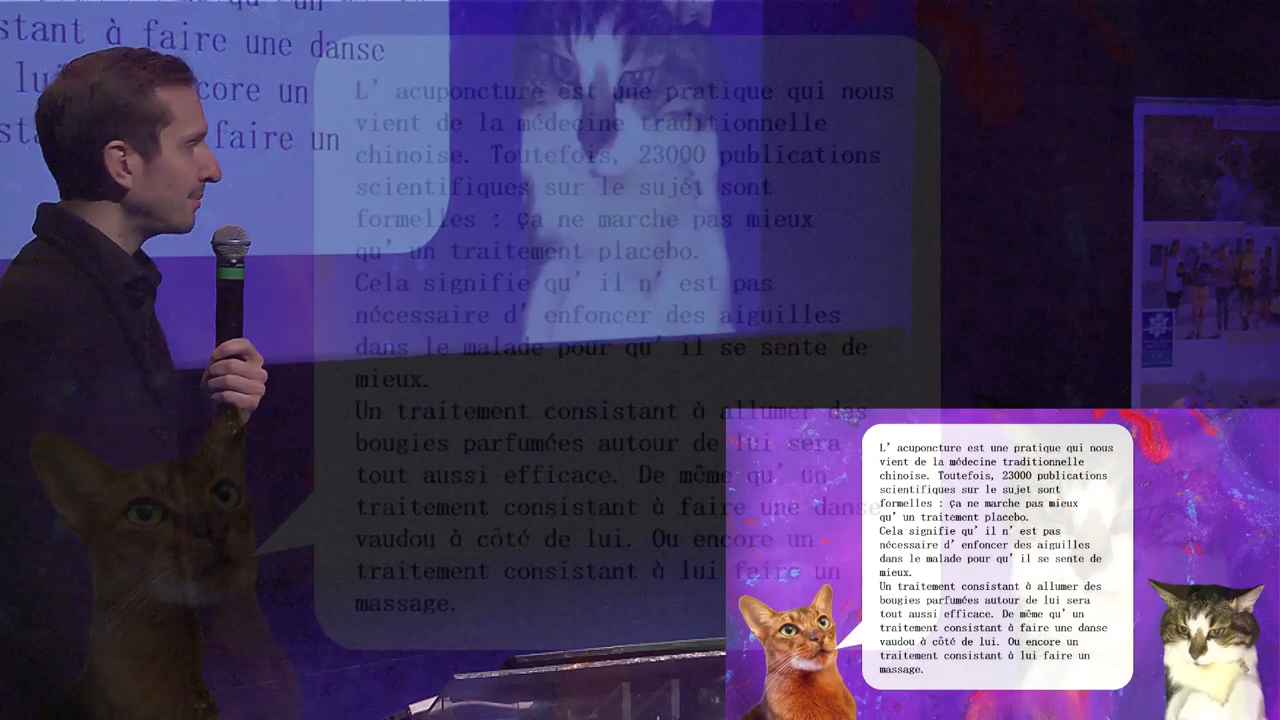 stant à faire une danse
core un
faire un
L’acuponcture est une pratique qui nous
vient de la médecine traditionnelle
chinoise. Toutefois, 23000 publications
scientifiques sur le sujet sont
formelles : ça ne marche pas mieux
qu’un traitement placebo.
Cela signifie qu’il n’est pas
nécessaire d’enfoncer des aiguilles
dans le malade pour qu’il se sente de
mieux.
Un traitement consistant à allumer des
bougies parfumées autour de lui sera
tout aussi efficace. De même qu’un
traitement consistant à faire une danse
vaudou à côté de lui. Ou encore un
traitement consistant à lui faire un
massage.
L’acuponcture est une pratique qui nous
vient de la médecine traditionnelle
chinoise. Toutefois, 23000 publications
scientifiques sur le sujet sont
formelles : ça ne marche pas mieux
qu’un traitement placebo.
Cela signifie qu’il n’est pas
nécessaire d’enfoncer des aiguilles
dans le malade pour qu’il se sente de
mieux.
Un traitement consistant à allumer des
bougies parfumées autour de lui sera
tout aussi efficace. De même qu’un
traitement consistant à faire une danse
vaudou à côté de lui. Ou encore un
traitement consistant à lui faire un
massage.